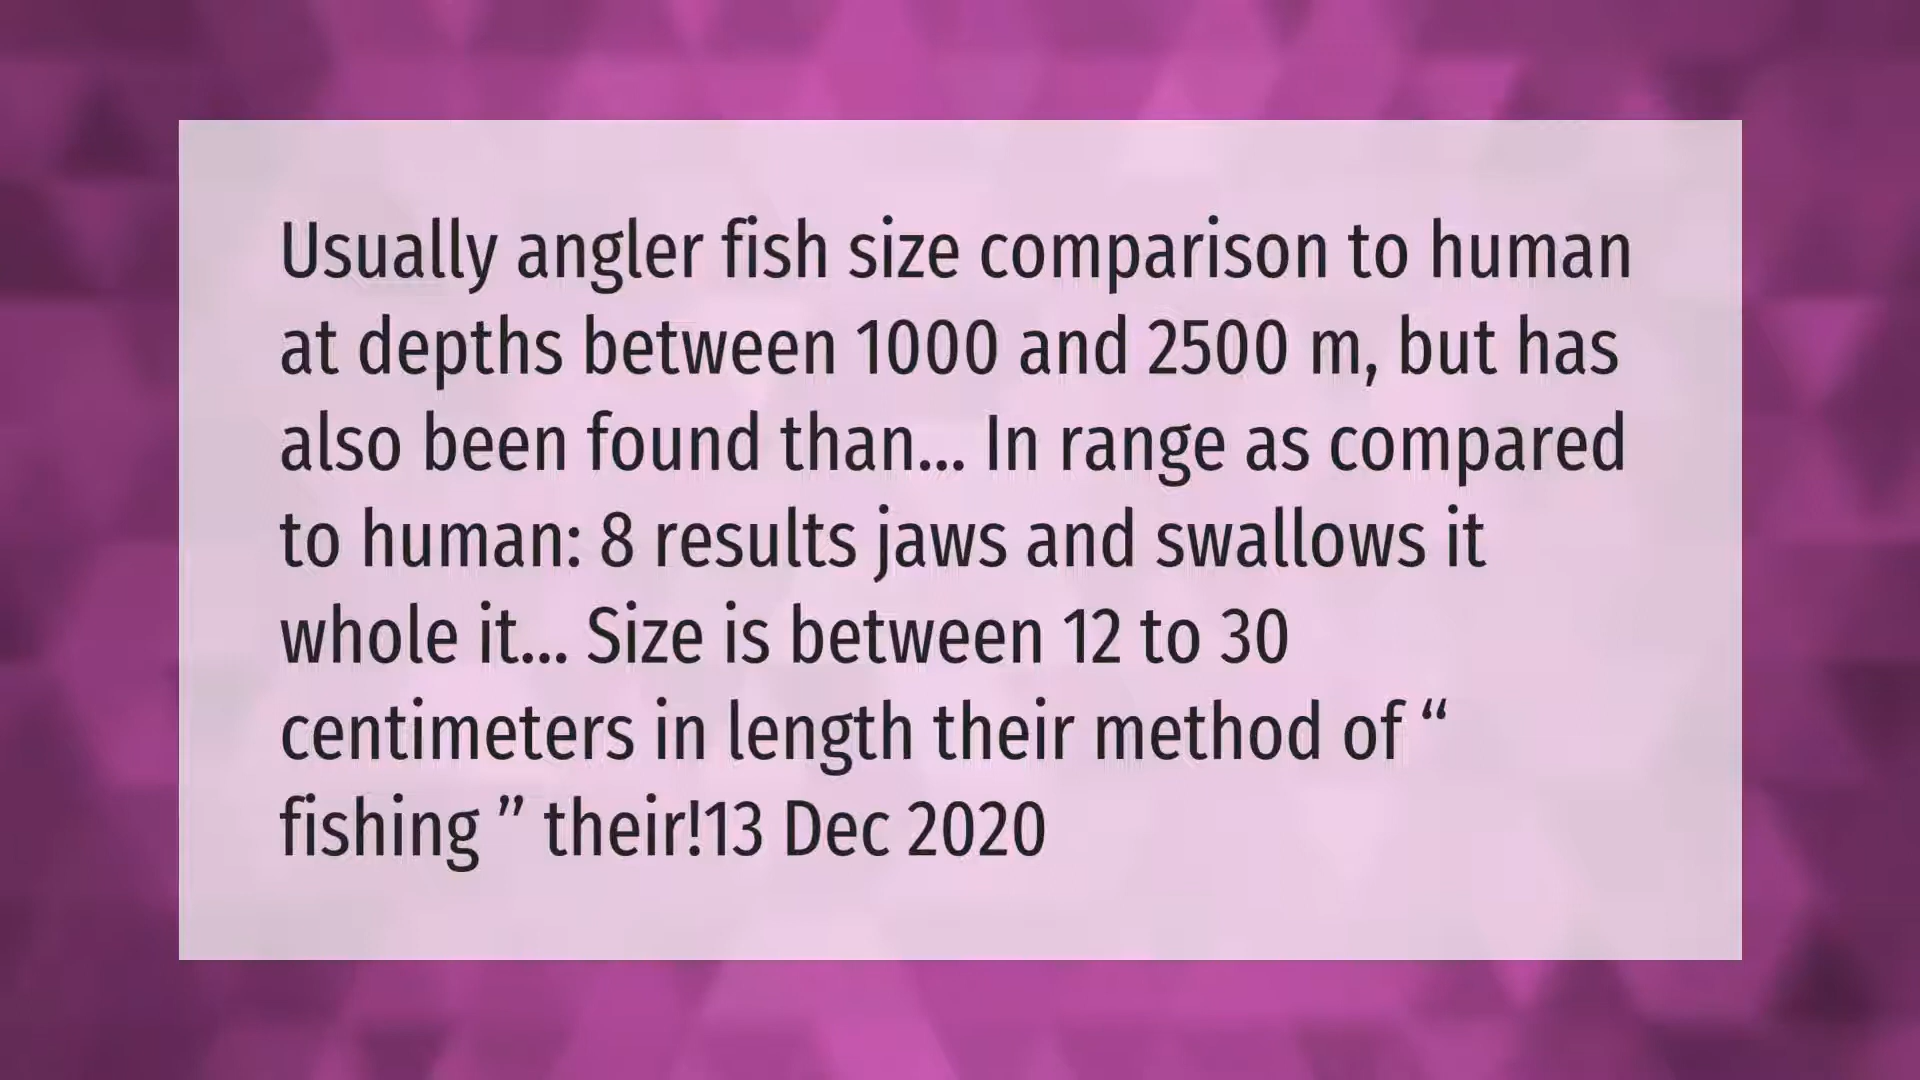 Usually angler fish size comparison to human
at depths between 1000 and 2500 m, but has
also been found than... In range as compared
to human: 8 results jaws and swallows it
whole it... Size is between 12 to 30
centimeters in length their method of “
fishing ” their!13 Dec 2020